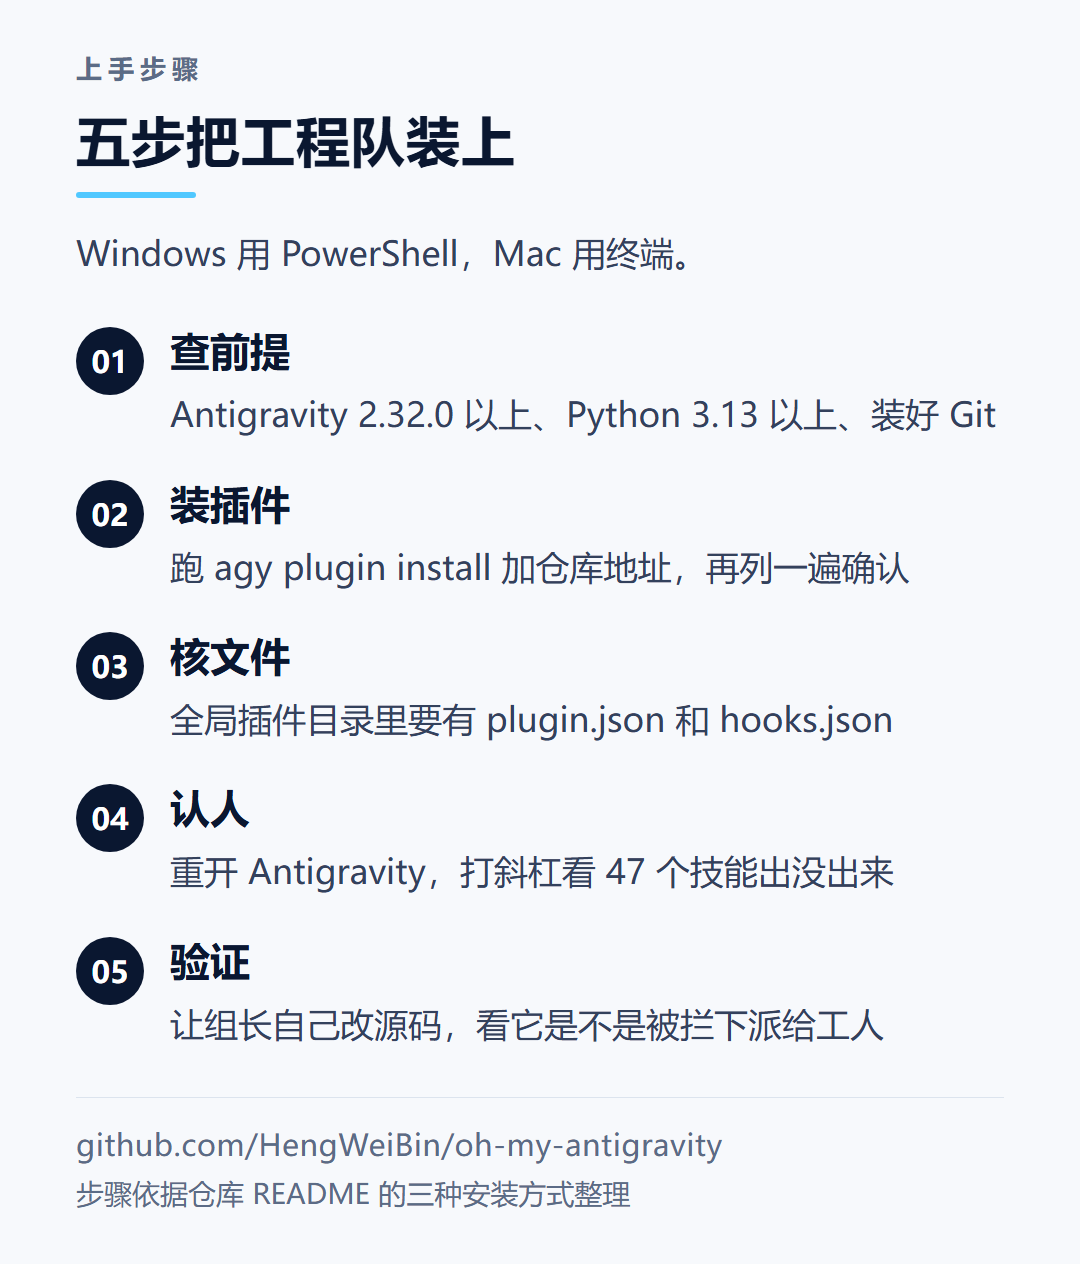 上手步骤
五步把工程队装上
Windows 用 PowerShell，Mac 用终端。
01
查前提
Antigravity 2.32.0 以上、Python 3.13 以上、装好 Git
02
装插件
跑 agy plugin install 加仓库地址，再列一遍确认
03
核文件
全局插件目录里要有 plugin.json 和 hooks.json
04
认人
重开 Antigravity，打斜杠看 47 个技能出没出来
05
验证
让组长自己改源码，看它是不是被拦下派给工人
github.com/HengWeiBin/oh-my-antigravity
步骤依据仓库 README 的三种安装方式整理